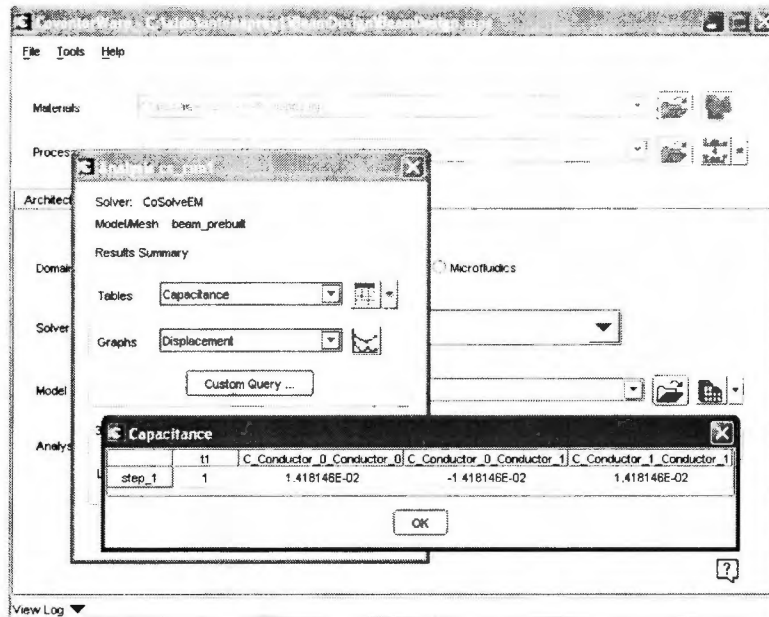 File Tools Help
Materials
Proces
Architect
Solver: CoSolveEM
Model/Mesh beam_prebuilt
Results Summary
Domain
Microfluidics
Tables Capacitance
Solver
Graphs Displacement
Custom Query ...
Model
Analys
Capacitance
t1 C_Conductor_0_Conductor_0 C_Conductor_0_Conductor_1 C_Conductor_1_Conductor_1
step_1 1 1.418146E-02 -1.418146E-02 1.418146E-02
OK
View Log